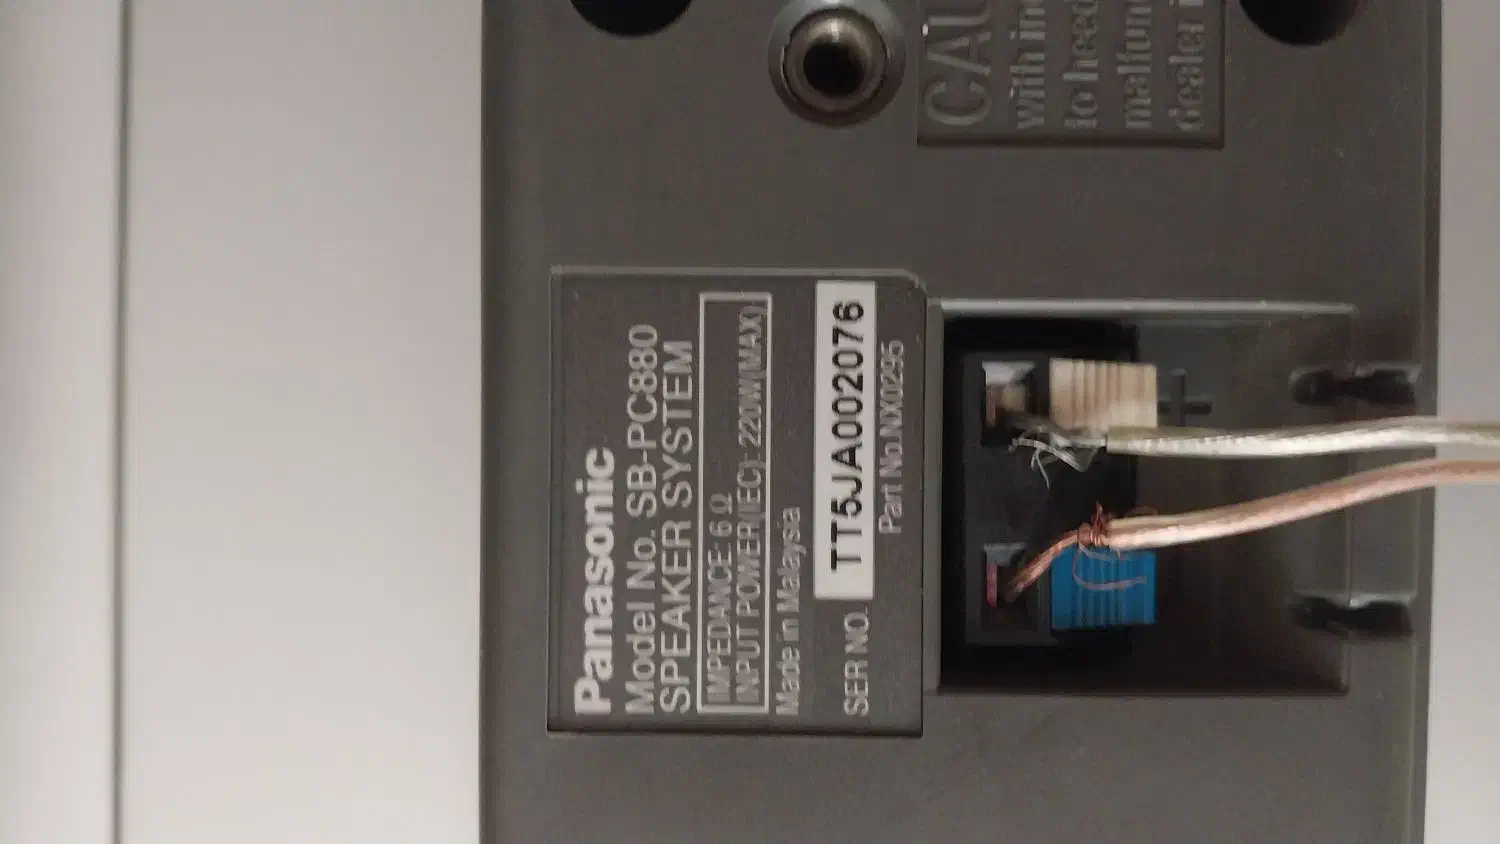 Panasonic
Model No. SB-PC880
SPEAKER SYSTEM
IMPEDANCE: 6 Ω
INPUT POWER(IEC): 220W(MAX)
Made in Malaysia
SER NO. TT5JA002076
Part No.NX0295
CAU
with inc
to heed
malfun
dealer i
+